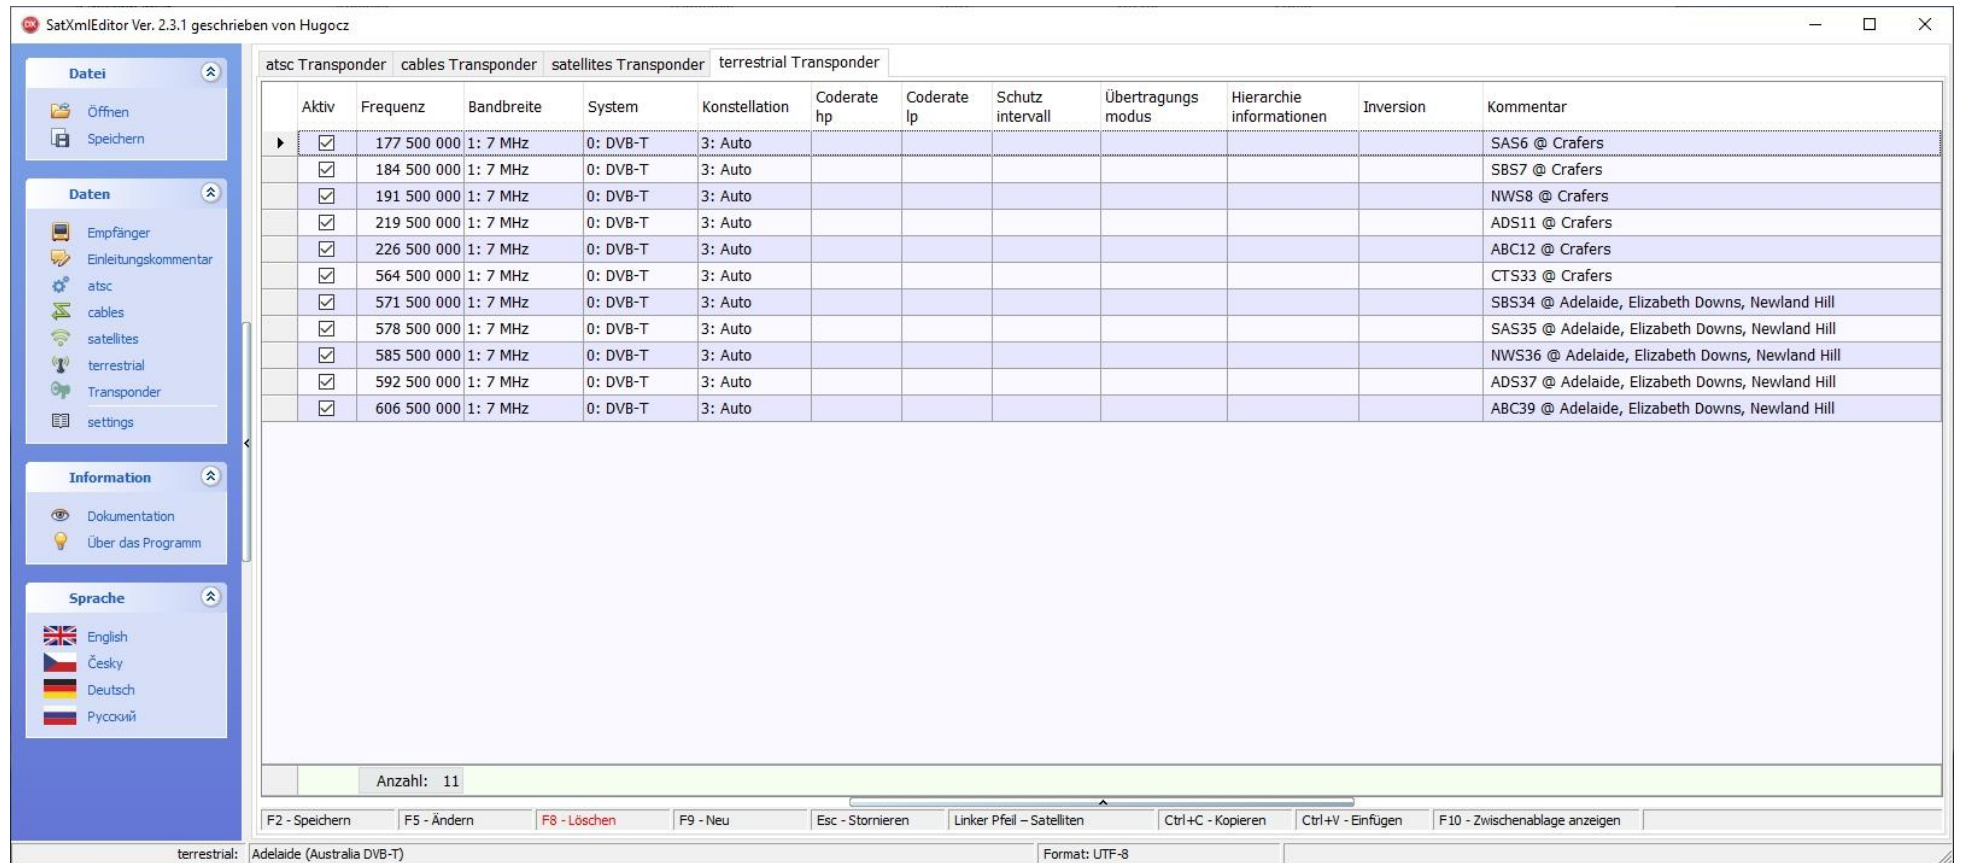 SatXmlEditor Ver. 2.3.1 geschrieben von Hugocz
Datei
Öffnen
Speichern
Daten
Empfänger
Einleitungskommentar
atsc
cables
satellites
terrestrial
Transponder
settings
Information
Dokumentation
Über das Programm
Sprache
English
Česky
Deutsch
Русский
atsc Transponder cables Transponder satellites Transponder terrestrial Transponder
Aktiv Frequenz Bandbreite System Konstellation Coderate hp Coderate lp Schutz intervall Übertragungs modus Hierarchie informationen Inversion Kommentar
177 500 000 1: 7 MHz 0: DVB-T 3: Auto SAS6 @ Crafers
184 500 000 1: 7 MHz 0: DVB-T 3: Auto SBS7 @ Crafers
191 500 000 1: 7 MHz 0: DVB-T 3: Auto NWS8 @ Crafers
219 500 000 1: 7 MHz 0: DVB-T 3: Auto ADS11 @ Crafers
226 500 000 1: 7 MHz 0: DVB-T 3: Auto ABC12 @ Crafers
564 500 000 1: 7 MHz 0: DVB-T 3: Auto CTS33 @ Crafers
571 500 000 1: 7 MHz 0: DVB-T 3: Auto SBS34 @ Adelaide, Elizabeth Downs, Newland Hill
578 500 000 1: 7 MHz 0: DVB-T 3: Auto SAS35 @ Adelaide, Elizabeth Downs, Newland Hill
585 500 000 1: 7 MHz 0: DVB-T 3: Auto NWS36 @ Adelaide, Elizabeth Downs, Newland Hill
592 500 000 1: 7 MHz 0: DVB-T 3: Auto ADS37 @ Adelaide, Elizabeth Downs, Newland Hill
606 500 000 1: 7 MHz 0: DVB-T 3: Auto ABC39 @ Adelaide, Elizabeth Downs, Newland Hill
Anzahl: 11
F2 - Speichern F5 - Ändern F8 - Löschen F9 - Neu Esc - Stornieren Linker Pfeil – Satelliten Ctrl+C - Kopieren Ctrl+V - Einfügen F10 - Zwischenablage anzeigen
terrestrial: Adelaide (Australia DVB-T) Format: UTF-8